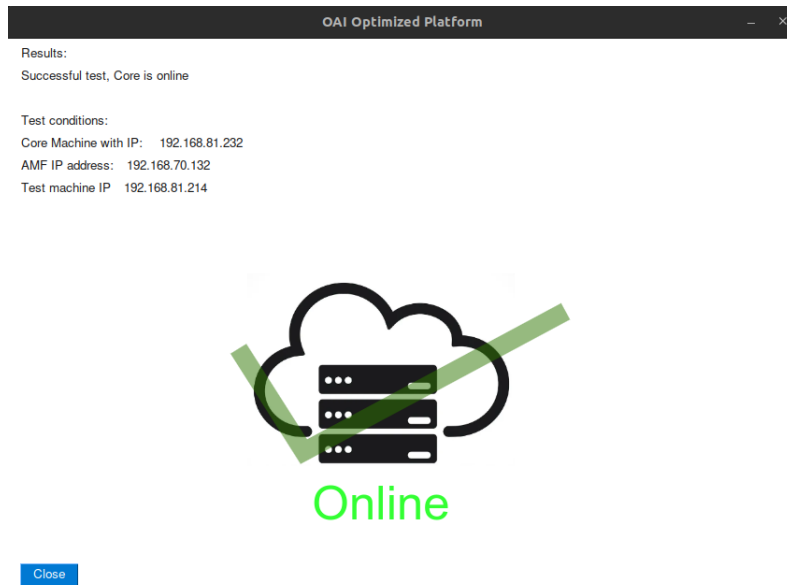 OAI Optimized Platform
Results:
Successful test, Core is online
Test conditions:
Core Machine with IP: 192.168.81.232
AMF IP address: 192.168.70.132
Test machine IP 192.168.81.214
Online
Close